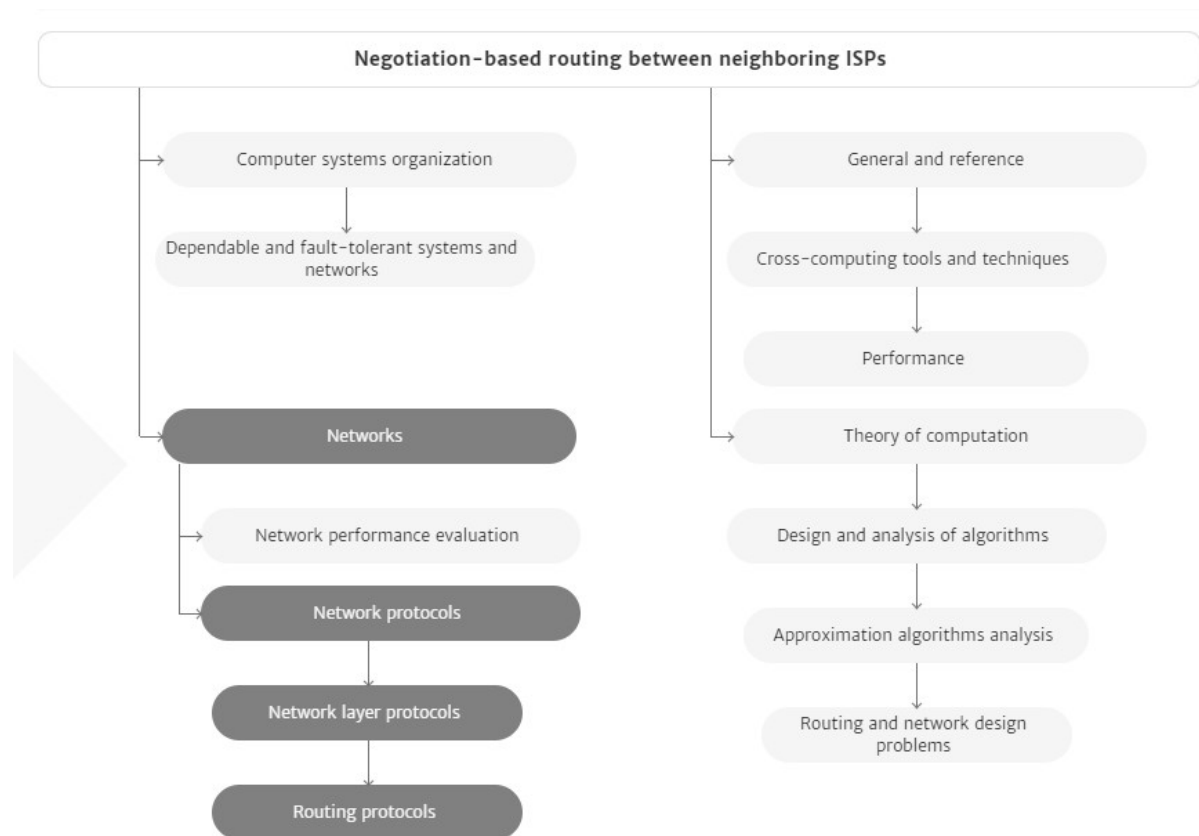 Negotiation-based routing between neighboring ISPs
Computer systems organization
Dependable and fault-tolerant systems and
networks
Networks
Network performance evaluation
Network protocols
Network layer protocols
Routing protocols
General and reference
Cross-computing tools and techniques
Performance
Theory of computation
Design and analysis of algorithms
Approximation algorithms analysis
Routing and network design
problems